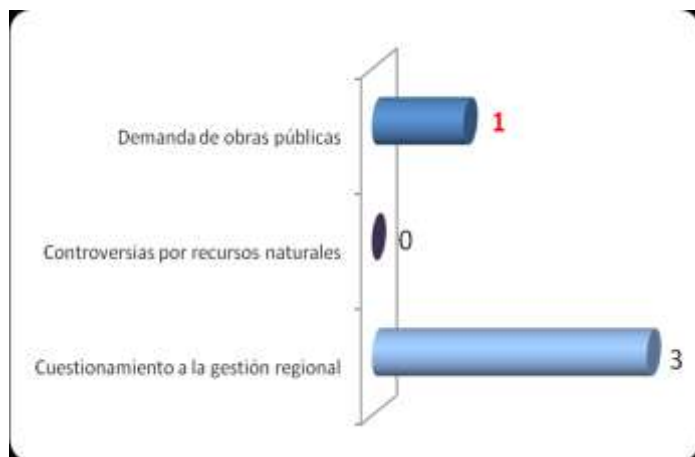 Demanda de obras públicas
1
Controversias por recursos naturales
0
Cuestionamiento a la gestión regional
3